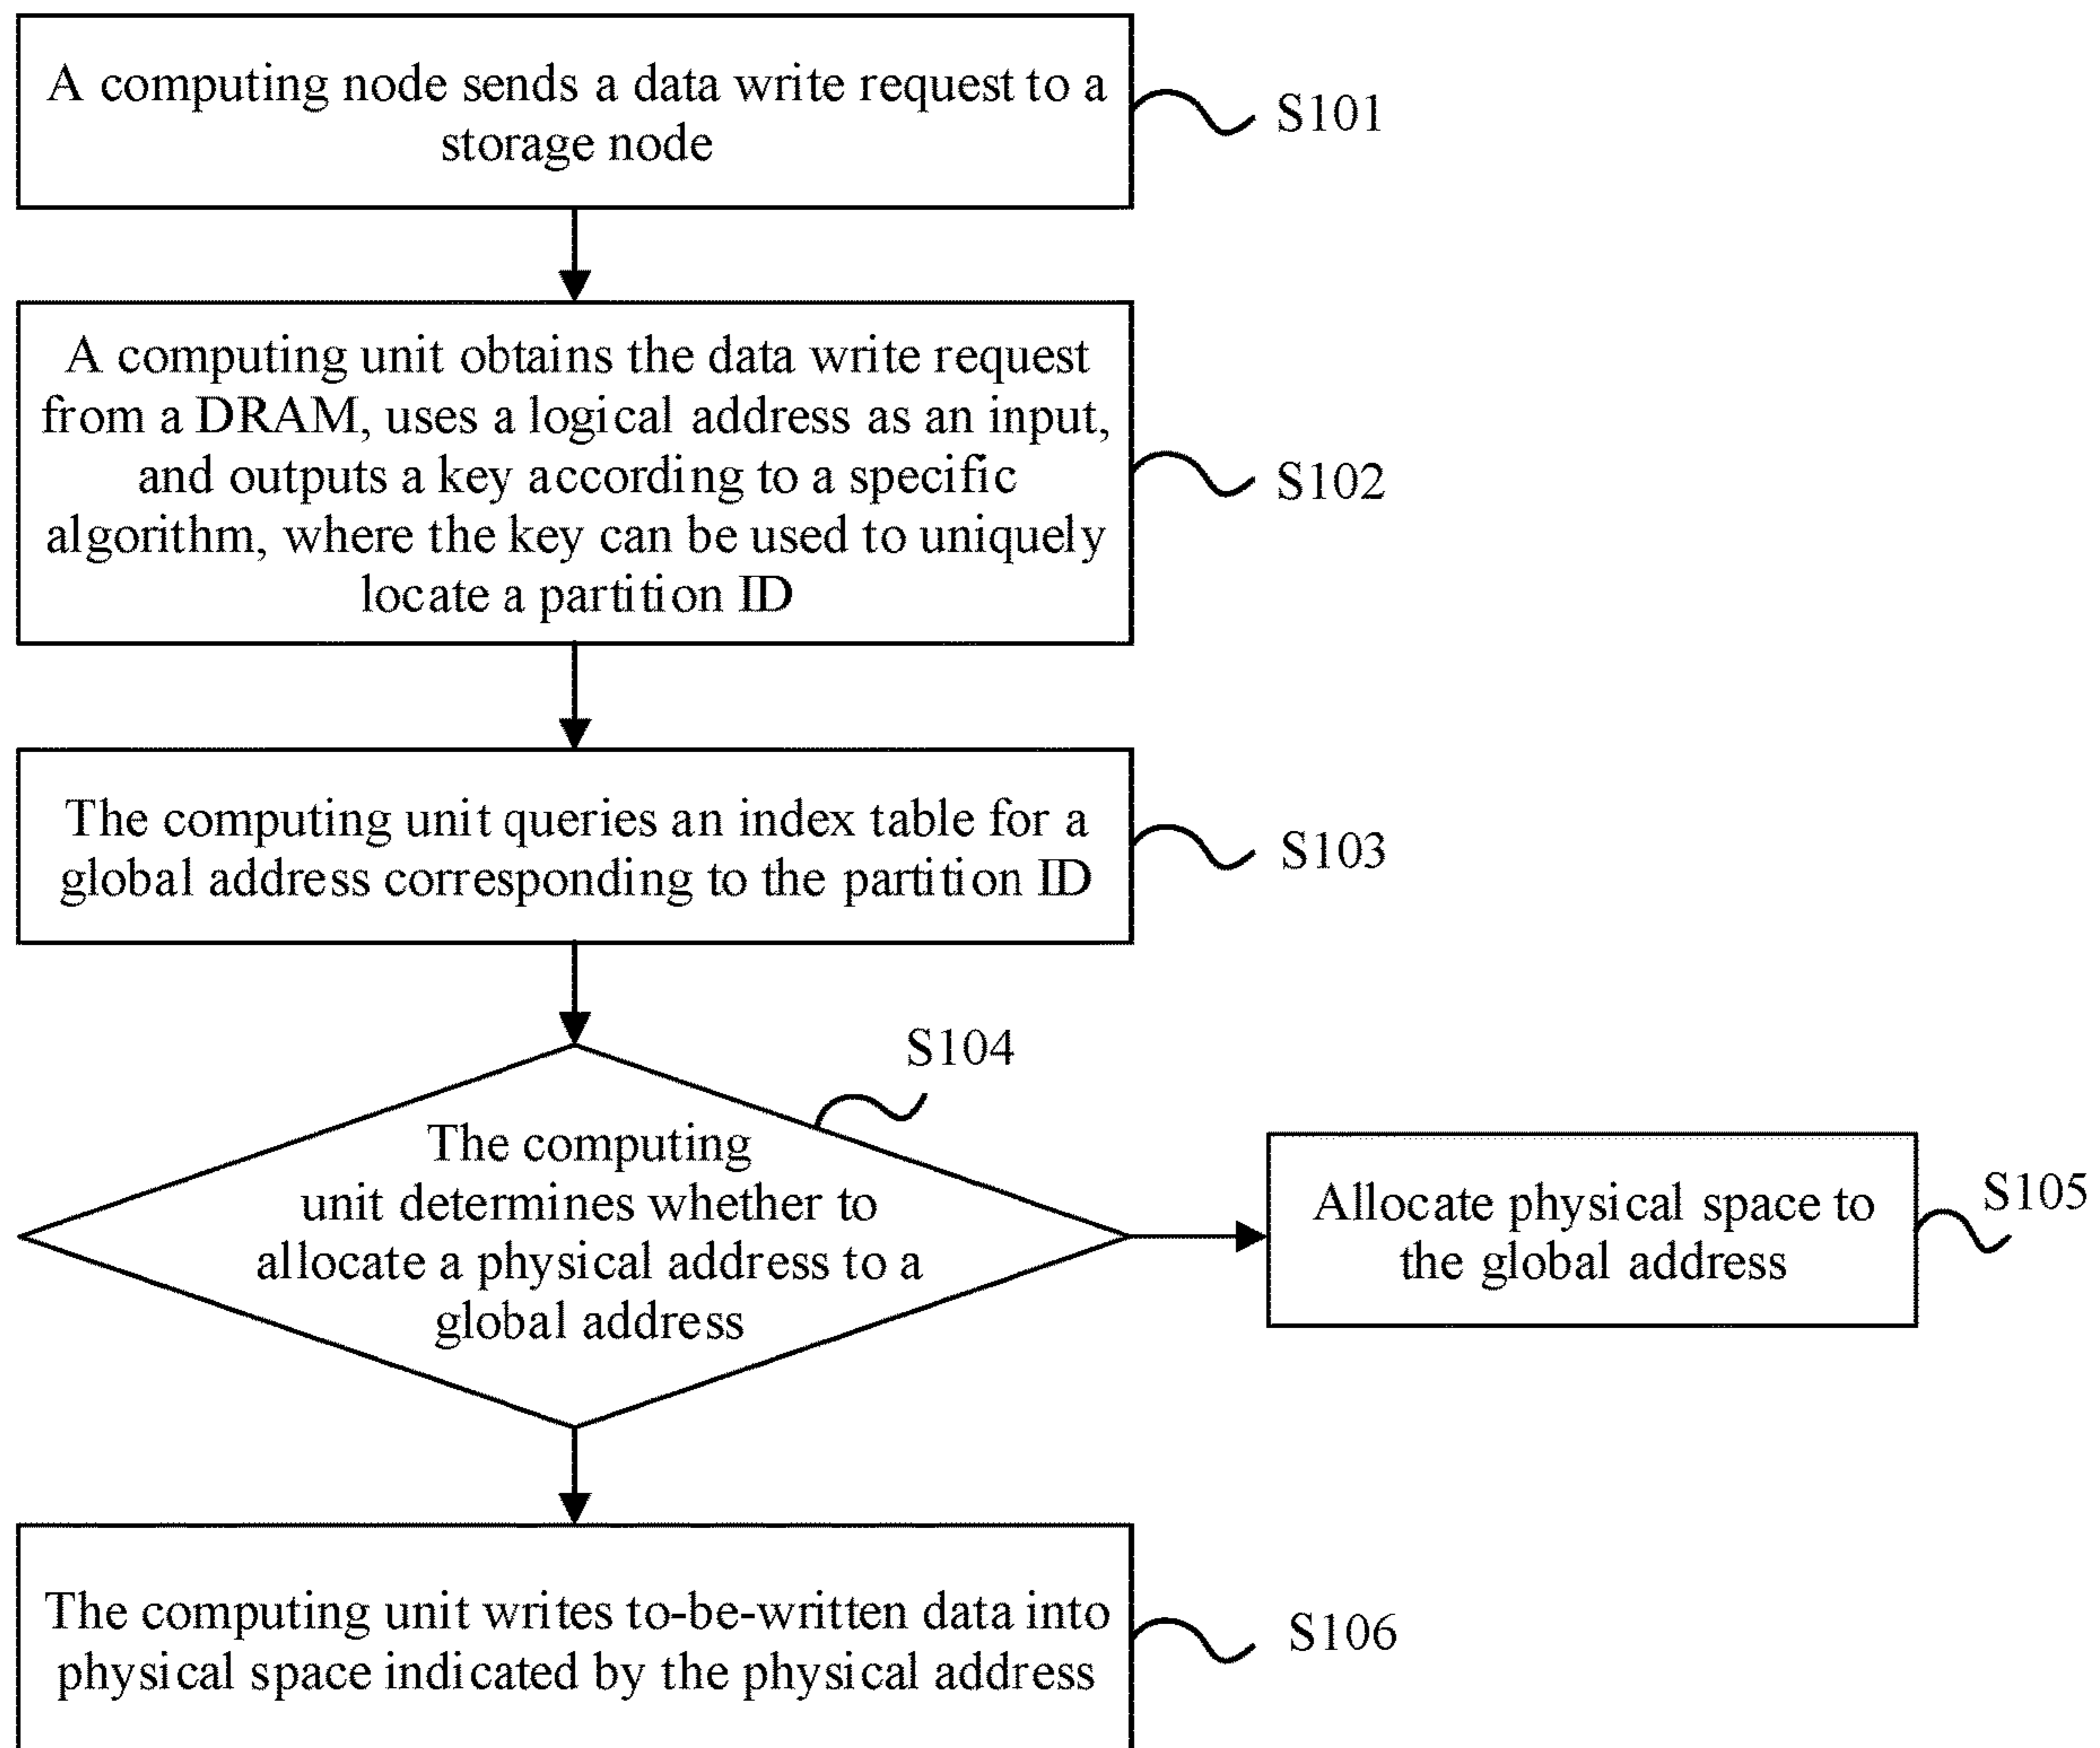 A computing node sends a data write request to a
storage node
S101
A computing unit obtains the data write request
from a DRAM, uses a logical address as an input,
and outputs a key according to a specific
algorithm, where the key can be used to uniquely
locate a partition ID
S102
The computing unit queries an index table for a
global address corresponding to the partition ID
S103
S104
The computing
unit determines whether to
allocate a physical address to a
global address
Allocate physical space to
the global address
S105
The computing unit writes to-be-written data into
physical space indicated by the physical address
S106